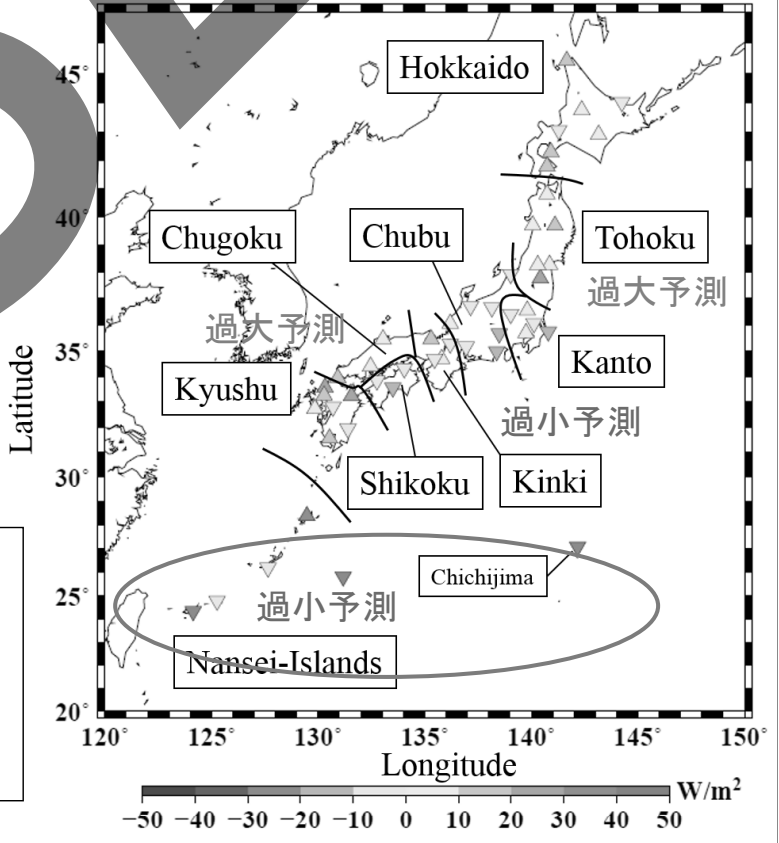 45°
Hokkaido
40°
Chugoku
Chubu
Tohoku
過大予測
過大予測
35°
Kyushu
Kanto
過小予測
Latitude
30°
Shikoku
Kinki
Chichijima
25°
過小予測
Nansei-Islands
20°
120° 125° 130° 135° 140° 145° 150°
Longitude
W/m²
−50 −40 −30 −20 −10 0 10 20 30 40 50